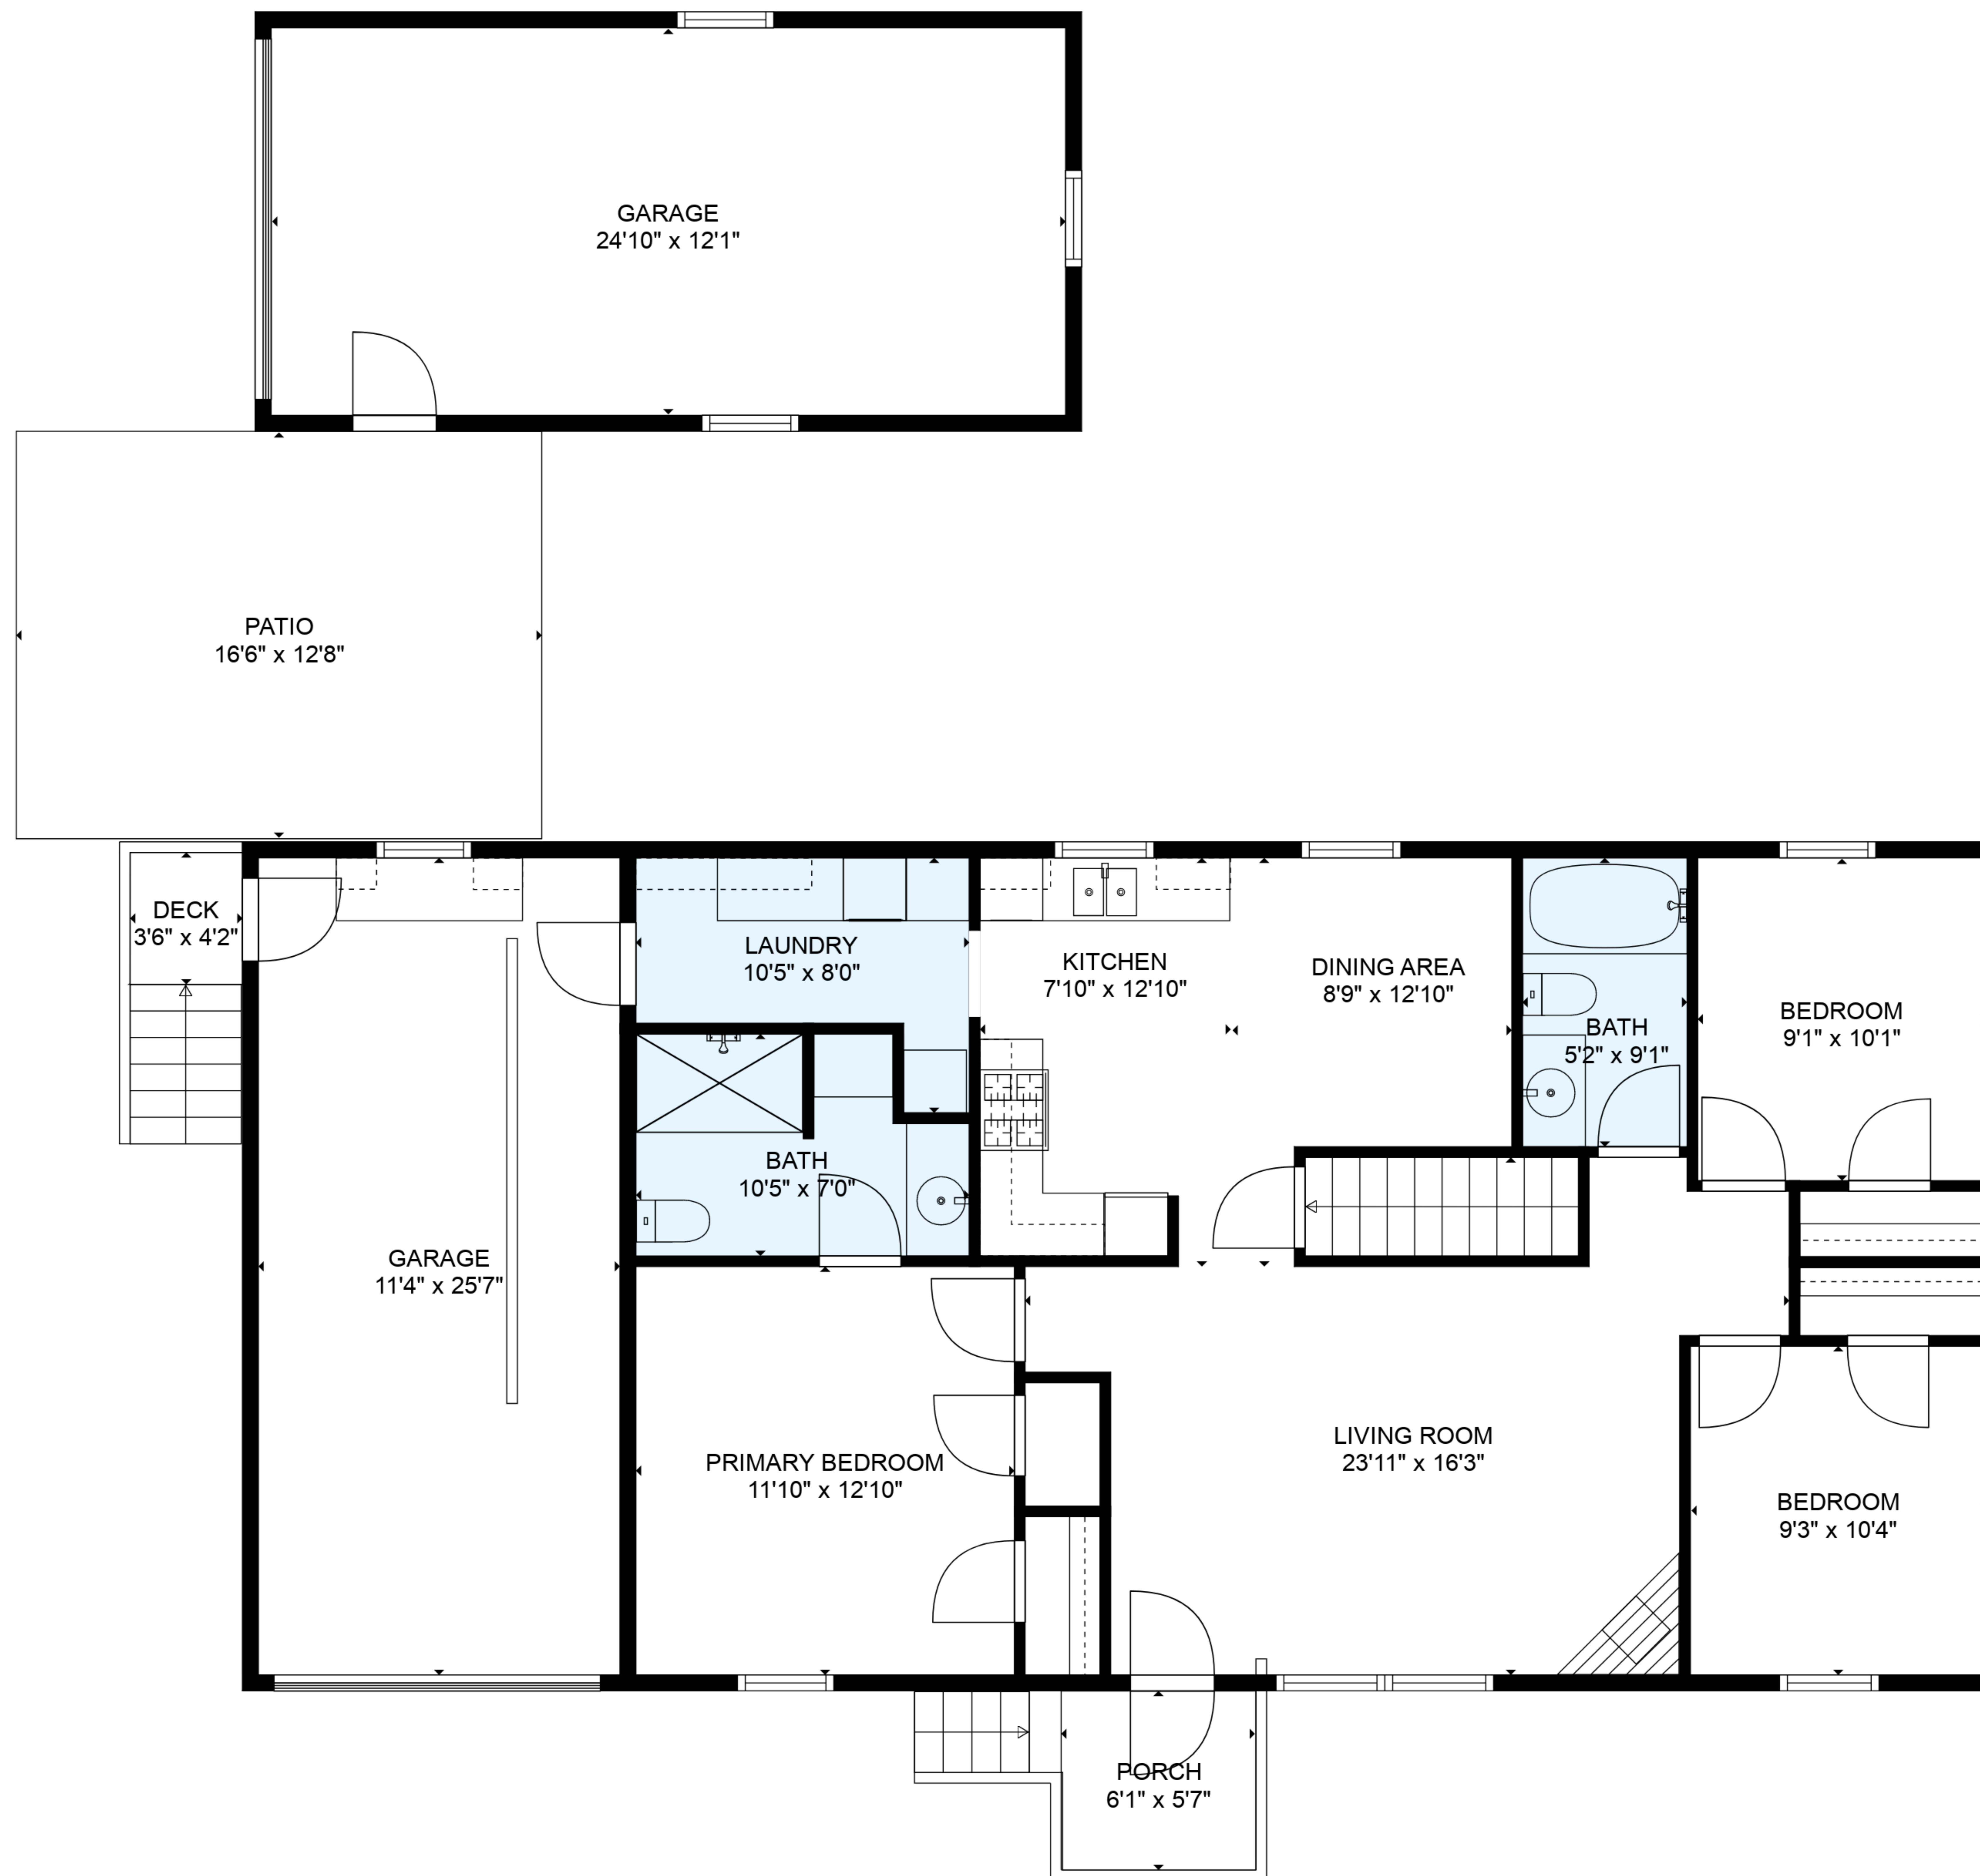 GARAGE
24'10" x 12'1"
PATIO
16'6" x 12'8"
DECK
3'6" x 4'2"
LAUNDRY
10'5" x 8'0"
KITCHEN
7'10" x 12'10"
DINING AREA
8'9" x 12'10"
BATH
5'2" x 9'1"
BEDROOM
9'1" x 10'1"
BATH
10'5" x 7'0"
GARAGE
11'4" x 25'7"
PRIMARY BEDROOM
11'10" x 12'10"
LIVING ROOM
23'11" x 16'3"
BEDROOM
9'3" x 10'4"
PORCH
6'1" x 5'7"